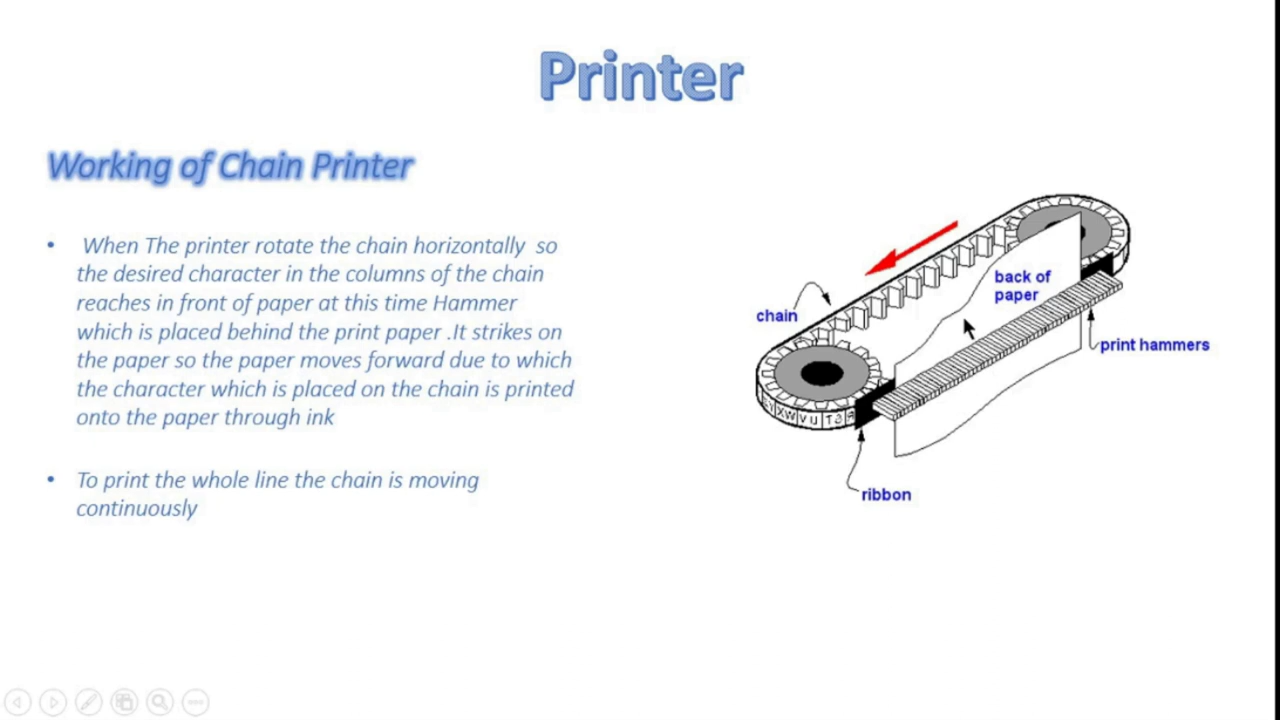 Printer
Working of Chain Printer
• When The printer rotate the chain horizontally so
the desired character in the columns of the chain
reaches in front of paper at this time Hammer
which is placed behind the print paper .It strikes on
the paper so the paper moves forward due to which
the character which is placed on the chain is printed
onto the paper through ink
• To print the whole line the chain is moving
continuously
back of
paper
chain
print hammers
X W V U T
ribbon